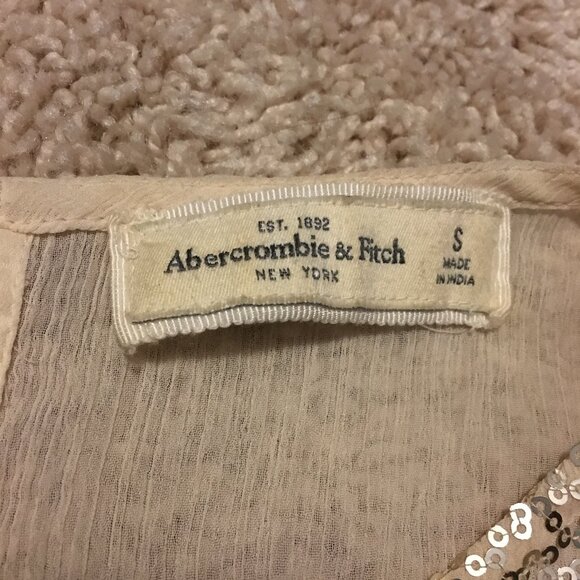 EST. 1892
Abercrombie & Fitch
NEW YORK
S
MADE
IN INDIA